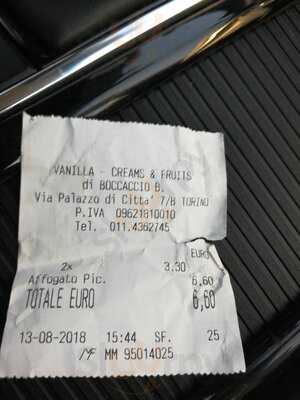 VANILLA - CREAMS & FRUITS
di BOCCACCIO B.
Via Palazzo di Citta' 7/B TORINO
P.IVA 09621810010
Tel. 011.4362745
EURO
2x 3,30
Affogato Pic. 6,60
TOTALE EURO 6,60
13-08-2018 15:44 SF. 25
MF MM 95014025